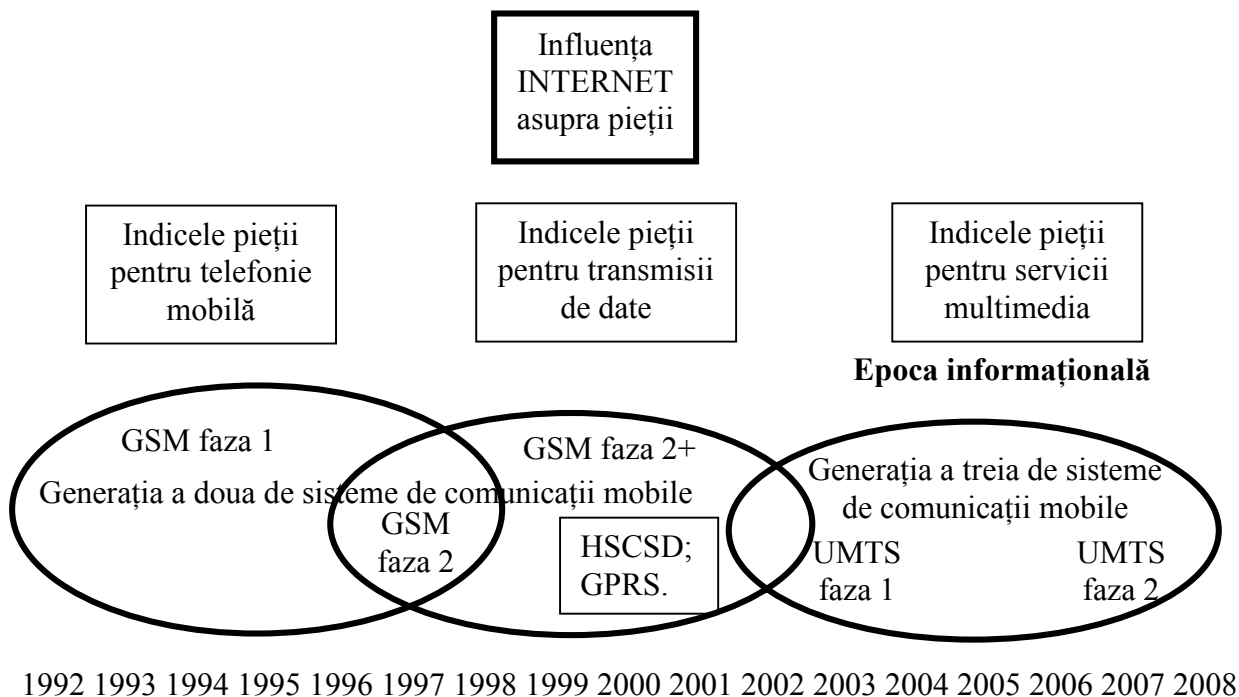 Influența
INTERNET
asupra pieții
Indicele pieții
pentru telefonie
mobilă
Indicele pieții
pentru transmisii
de date
Indicele pieții
pentru servicii
multimedia
Epoca informațională
GSM faza 1
GSM faza 2+
Generația a doua de sisteme de comunicații mobile
GSM
faza 2
HSCSD;
GPRS.
Generația a treia de sisteme
de comunicații mobile
UMTS
faza 1
UMTS
faza 2
1992 1993 1994 1995 1996 1997 1998 1999 2000 2001 2002 2003 2004 2005 2006 2007 2008